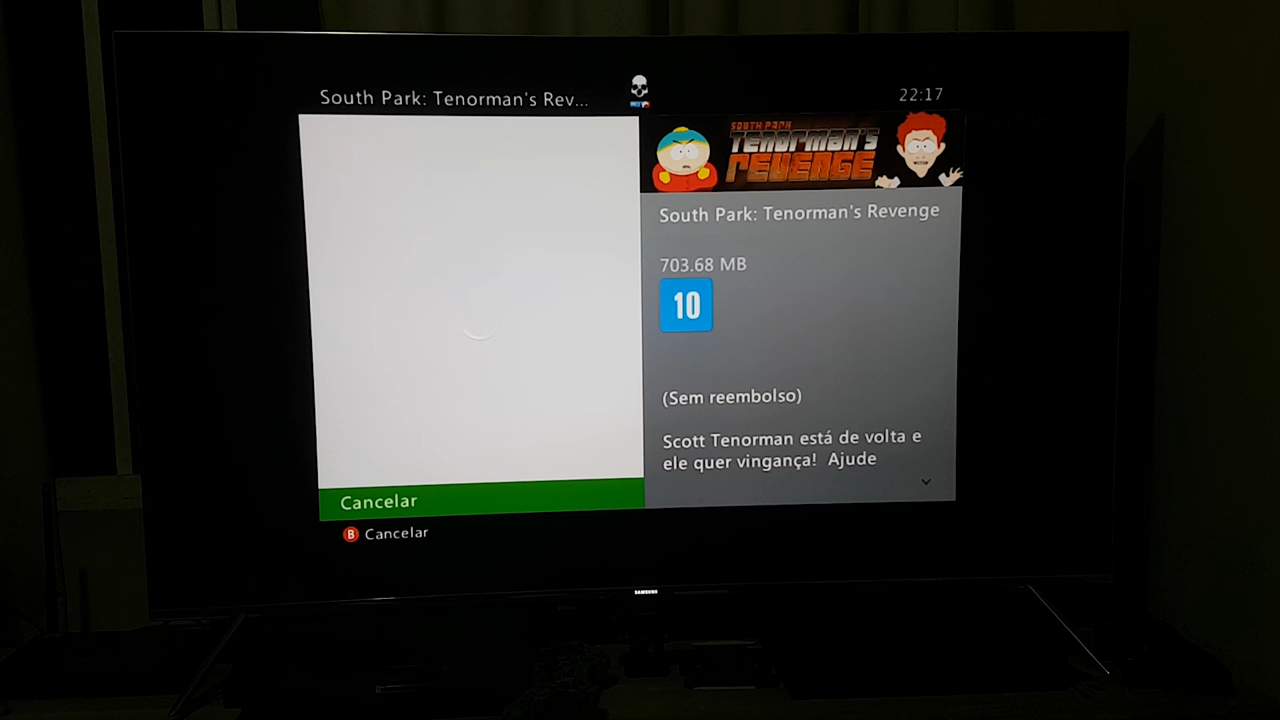 South Park: Tenorman's Rev...
22:17
SOUTH PARK
TENORMAN'S
REVENGE
South Park: Tenorman's Revenge
703.68 MB
10
(Sem reembolso)
Scott Tenorman está de volta e
ele quer vingança!  Ajude
Cancelar
B Cancelar
SAMSUNG